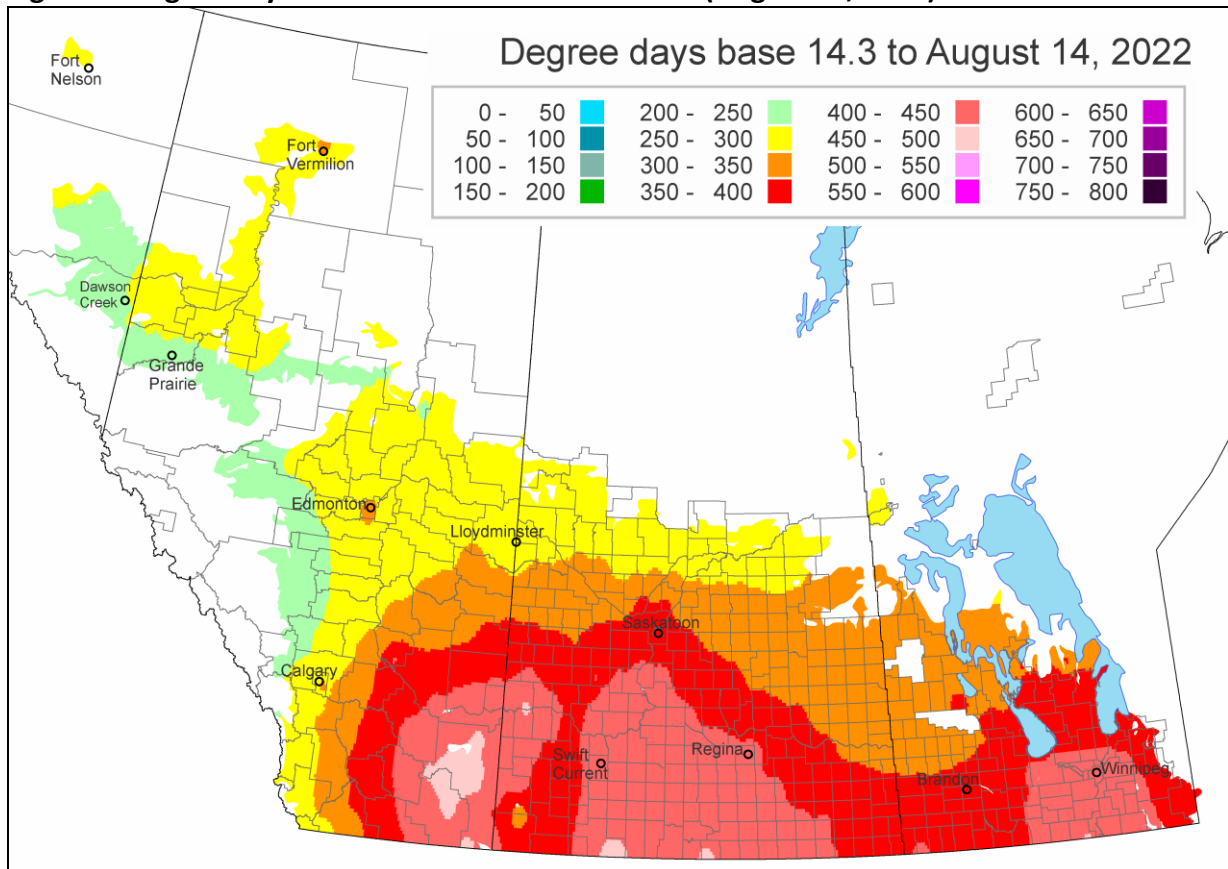 Degree days base 14.3 to August 14, 2022
0 - 50 200 - 250 400 - 450 600 - 650
50 - 100 250 - 300 450 - 500 650 - 700
100 - 150 300 - 350 500 - 550 700 - 750
150 - 200 350 - 400 550 - 600 750 - 800
Fort
Nelson
Fort
Vermilion
Dawson
Creek
Grande
Prairie
Edmonton
Lloydminster
Saskatoon
Calgary
Swift
Current
Regina
Brandon
Winnipeg